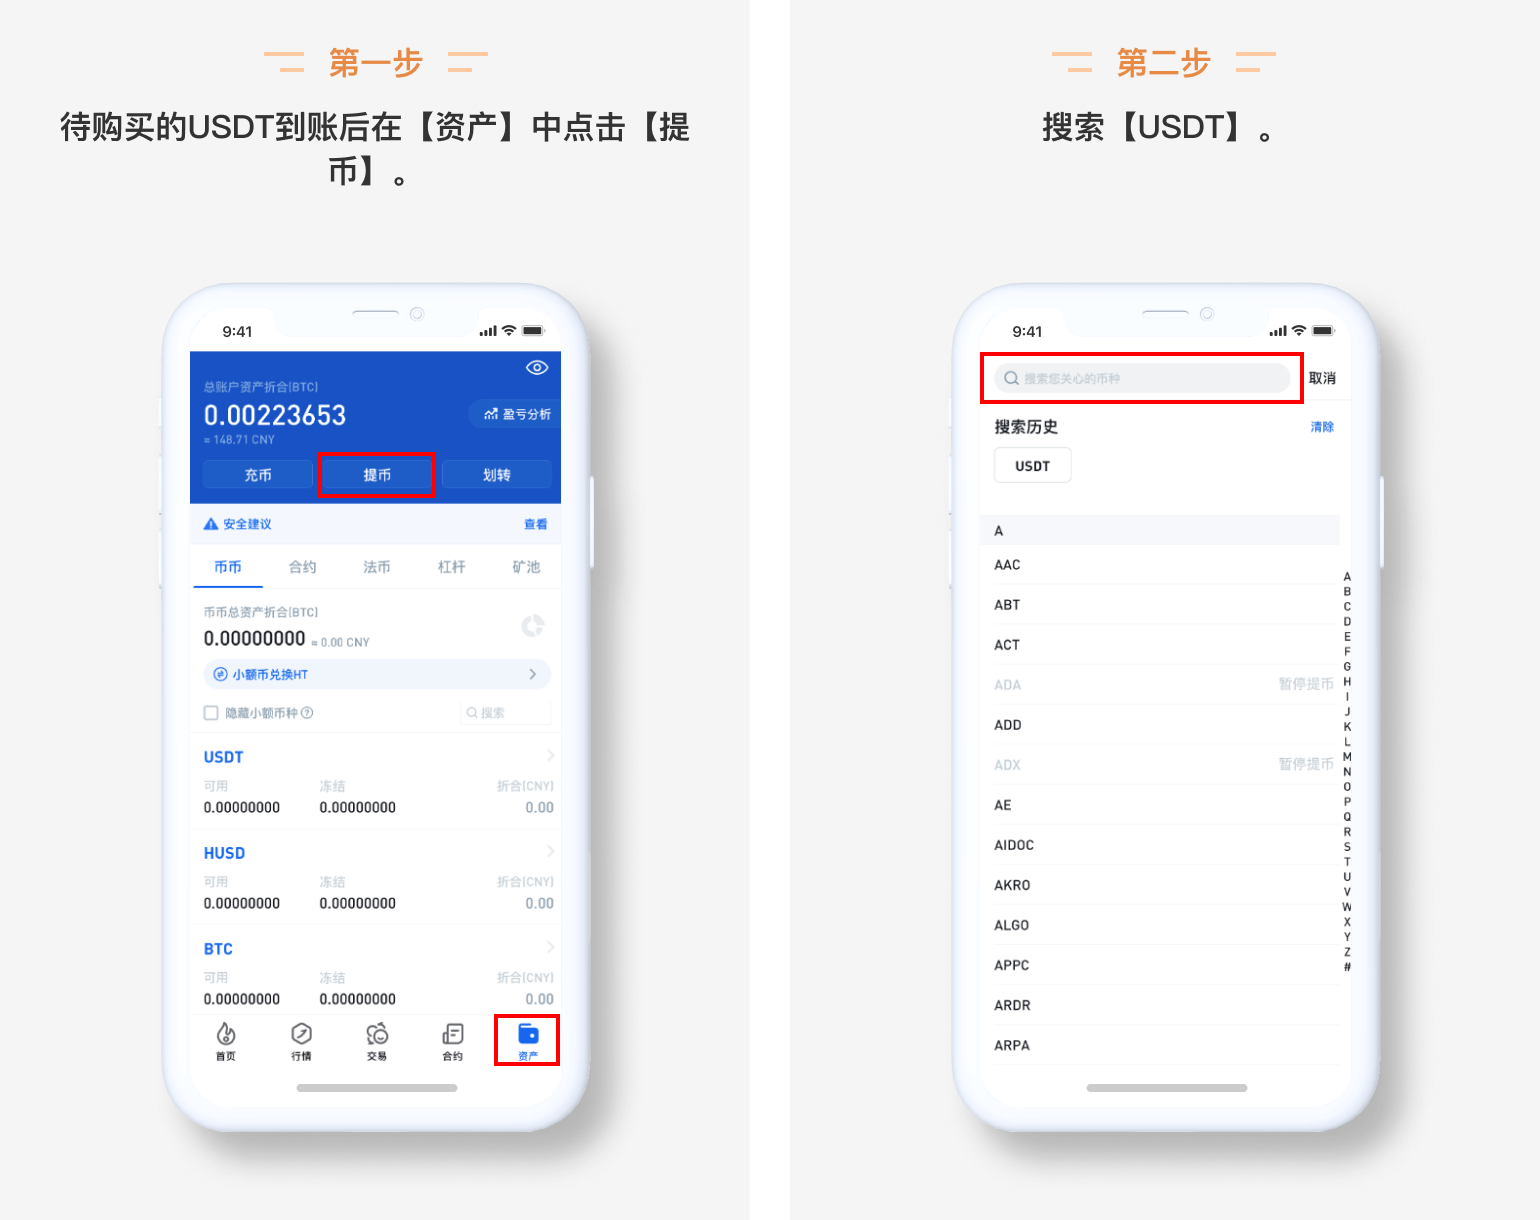 第一步
待购买的USDT到账后在【资产】中点击【提
币】。
9:41
总账户资产折合(BTC)
0.00223653
盈亏分析
≈ 148.71 CNY
充币
提币
划转
安全建议
查看
币币
合约
法币
杠杆
矿池
币币总资产折合(BTC)
0.00000000 ≈ 0.00 CNY
小额币兑换HT
隐藏小额币种
搜索
USDT
可用 冻结 折合(CNY)
0.00000000 0.00000000 0.00
HUSD
可用 冻结 折合(CNY)
0.00000000 0.00000000 0.00
BTC
可用 冻结 折合(CNY)
0.00000000 0.00000000 0.00
首页
行情
交易
合约
资产
第二步
搜索【USDT】。
9:41
搜索您关心的币种
取消
搜索历史
清除
USDT
A
AAC
ABT
ACT
ADA 暂停提币
ADD
ADX 暂停提币
AE
AIDOC
AKRO
ALGO
APPC
ARDR
ARPA
A
B
C
D
E
F
G
H
I
J
K
L
M
N
O
P
Q
R
S
T
U
V
W
X
Y
Z
#